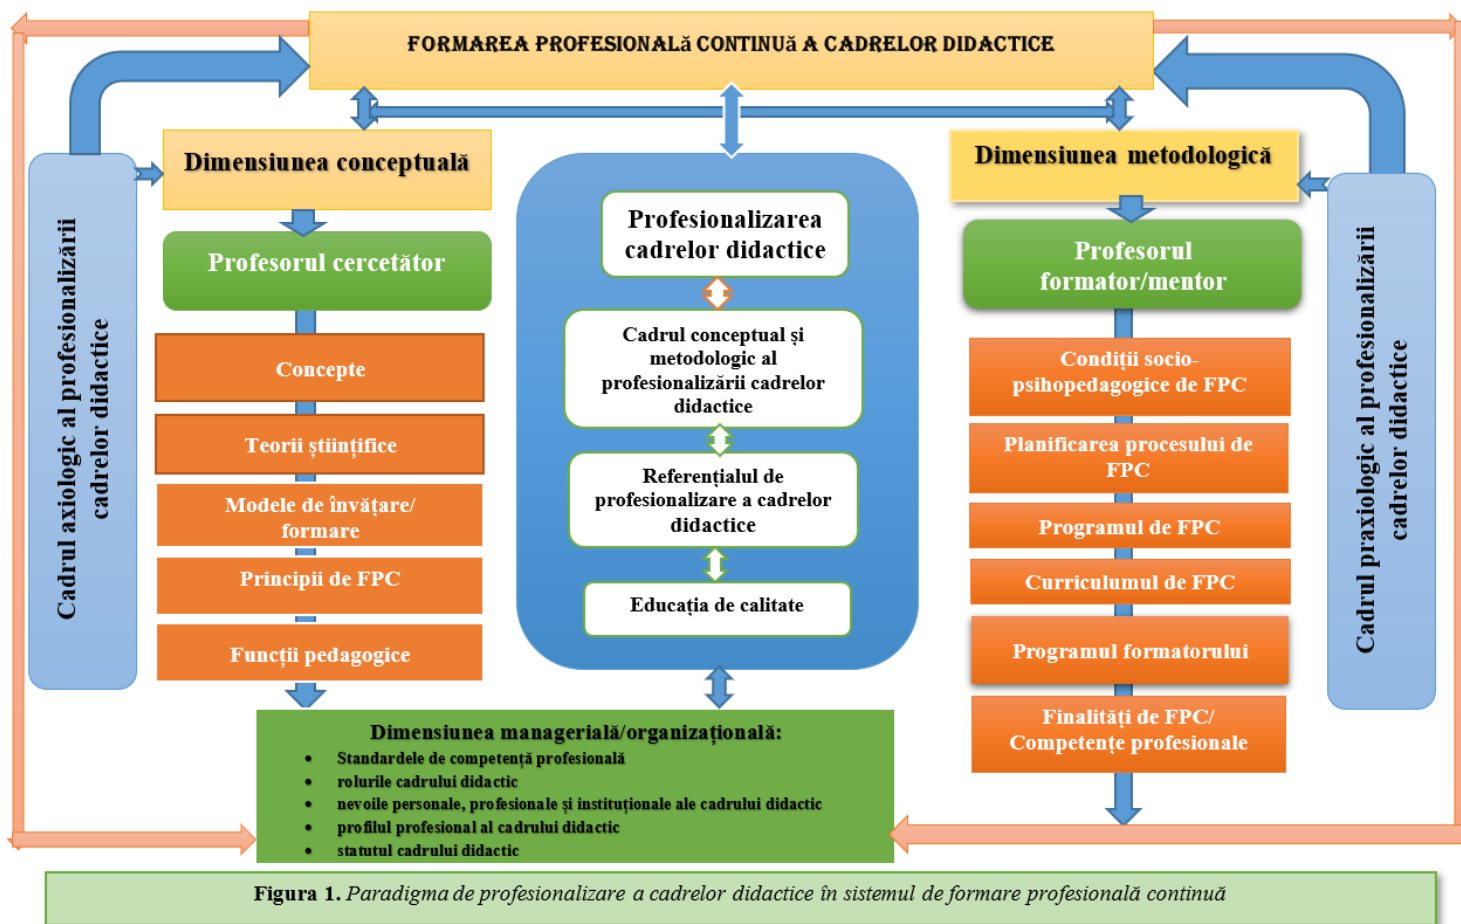 FORMAREA PROFESIONALă CONTINUă A CADRELOR DIDACTICE
Cadrul axiologic al profesionalizării
cadrelor didactice
Dimensiunea conceptuală
Profesorul cercetător
Concepte
Teorii științifice
Modele de învățare/
formare
Principii de FPC
Funcții pedagogice
Profesionalizarea
cadrelor didactice
Cadrul conceptual și
metodologic al
profesionalizării cadrelor
didactice
Referențialul de
profesionalizare a cadrelor
didactice
Educația de calitate
Dimensiunea metodologică
Profesorul
formator/mentor
Condiții socio-
psihopedagogice de FPC
Planificarea procesului de
FPC
Programul de FPC
Curriculumul de FPC
Programul formatorului
Finalități de FPC/
Competențe profesionale
Cadrul praxiologic al profesionalizării
cadrelor didactice
Dimensiunea managerială/organizațională:
• Standardele de competență profesională
• rolurile cadrului didactic
• nevoile personale, profesionale și instituționale ale cadrului didactic
• profilul profesional al cadrului didactic
• statutul cadrului didactic
Figura 1. Paradigma de profesionalizare a cadrelor didactice în sistemul de formare profesională continuă